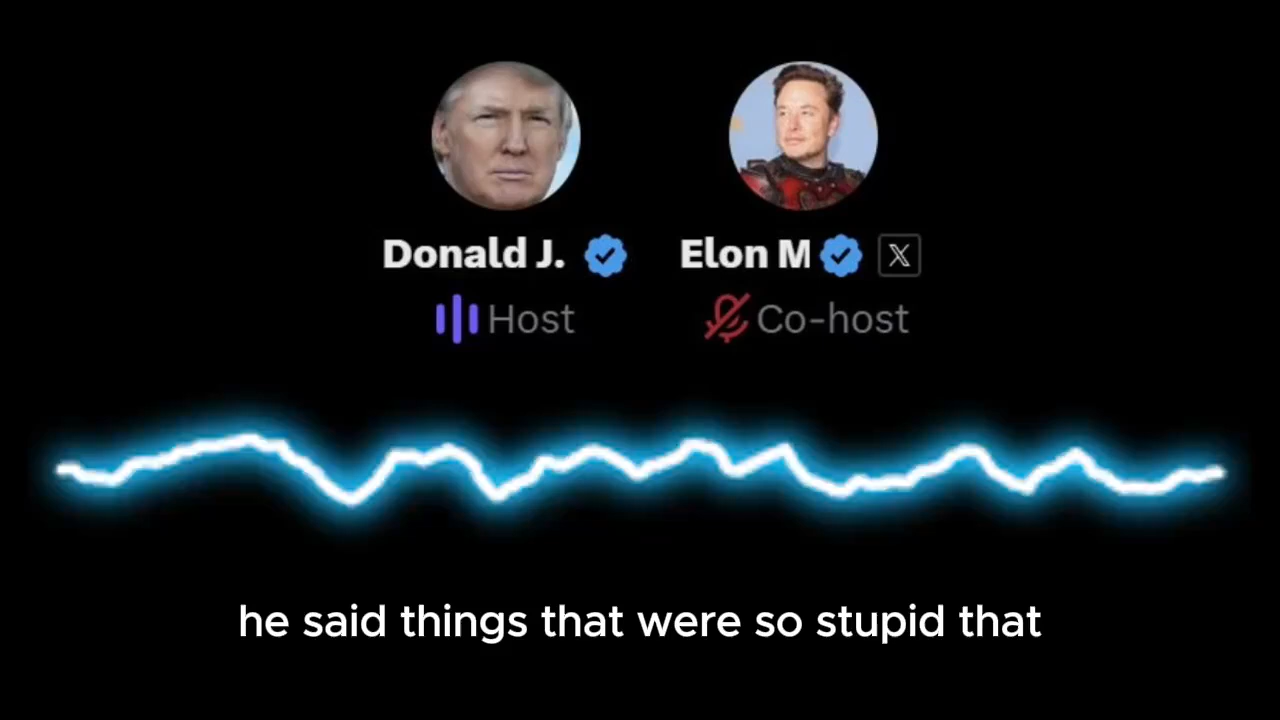 Donald J. Elon M X
Host Co-host
he said things that were so stupid that